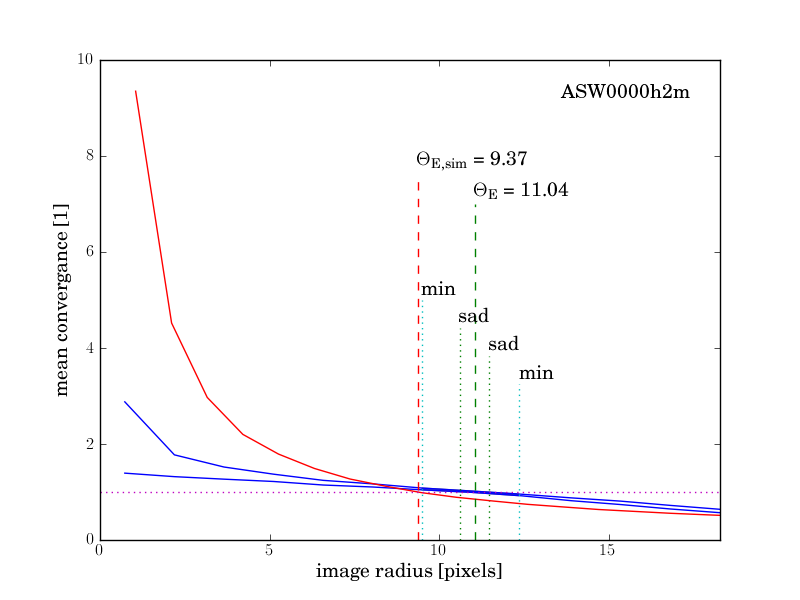 ASW0000h2m
Θ_E,sim = 9.37
Θ_E = 11.04
min
sad
sad
min
10
8
6
4
2
0
mean convergance [1]
0 5 10 15
image radius [pixels]